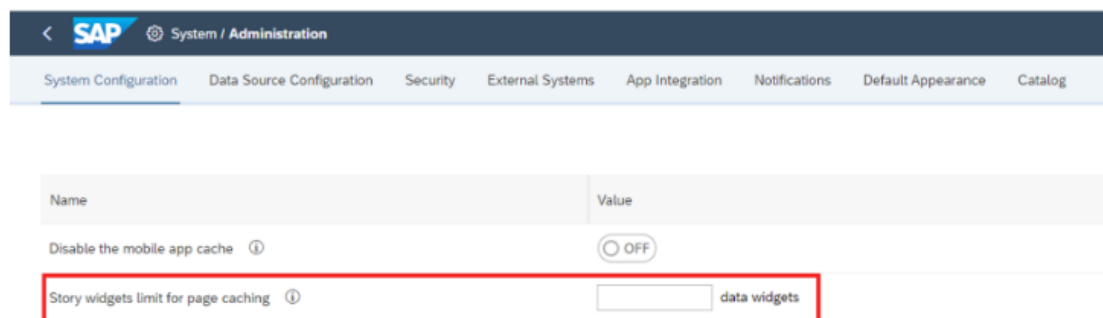 SAP System / Administration
System Configuration Data Source Configuration Security External Systems App Integration Notifications Default Appearance Catalog
Name Value
Disable the mobile app cache OFF
Story widgets limit for page caching data widgets